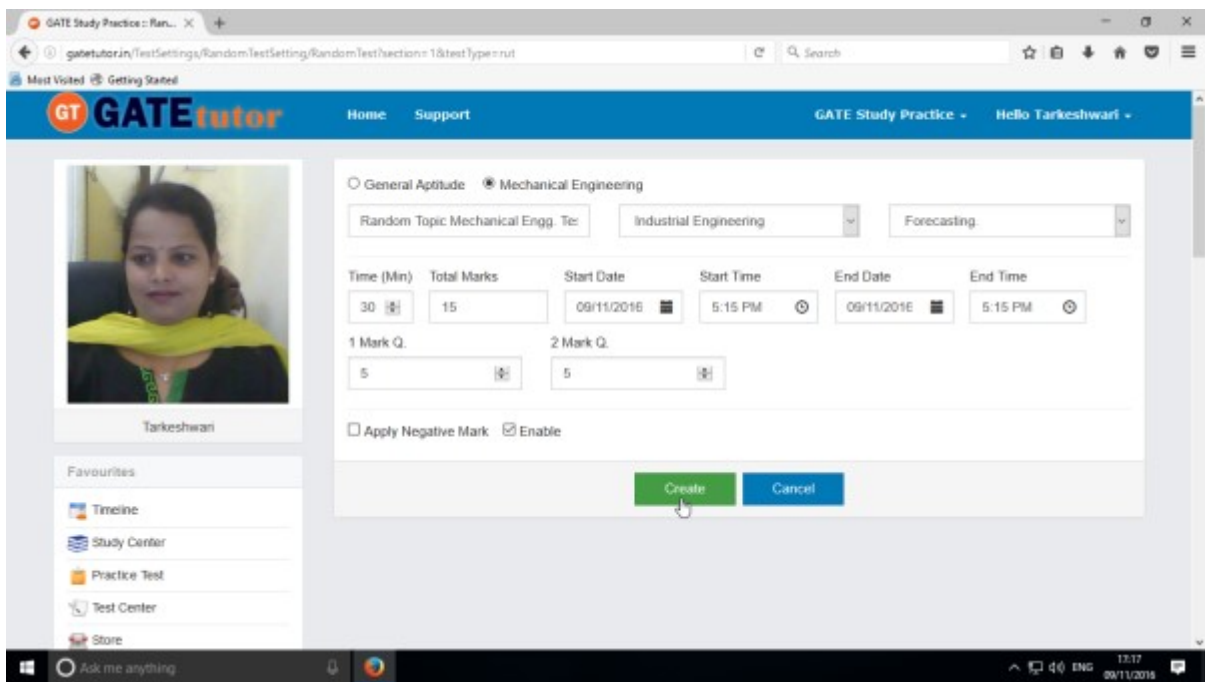 GATE Study Practice :: Ran...
gatetutor.in/TestSettings/RandomTestSetting/RandomTest?section=1&testType=rut
Search
Most Visited Getting Started
GT GATEtutor Home Support GATE Study Practice Hello Tarkeshwari
General Aptitude Mechanical Engineering
Random Topic Mechanical Engg. Te Industrial Engineering Forecasting.
Time (Min) Total Marks Start Date Start Time End Date End Time
30 15 09/11/2016 5:15 PM 09/11/2016 5:15 PM
1 Mark Q. 2 Mark Q.
5 5
Tarkeshwari
Apply Negative Mark Enable
Favourites
Create Cancel
Timeline
Study Center
Practice Test
Test Center
Store
Ask me anything ENG 17:17
09/11/2016